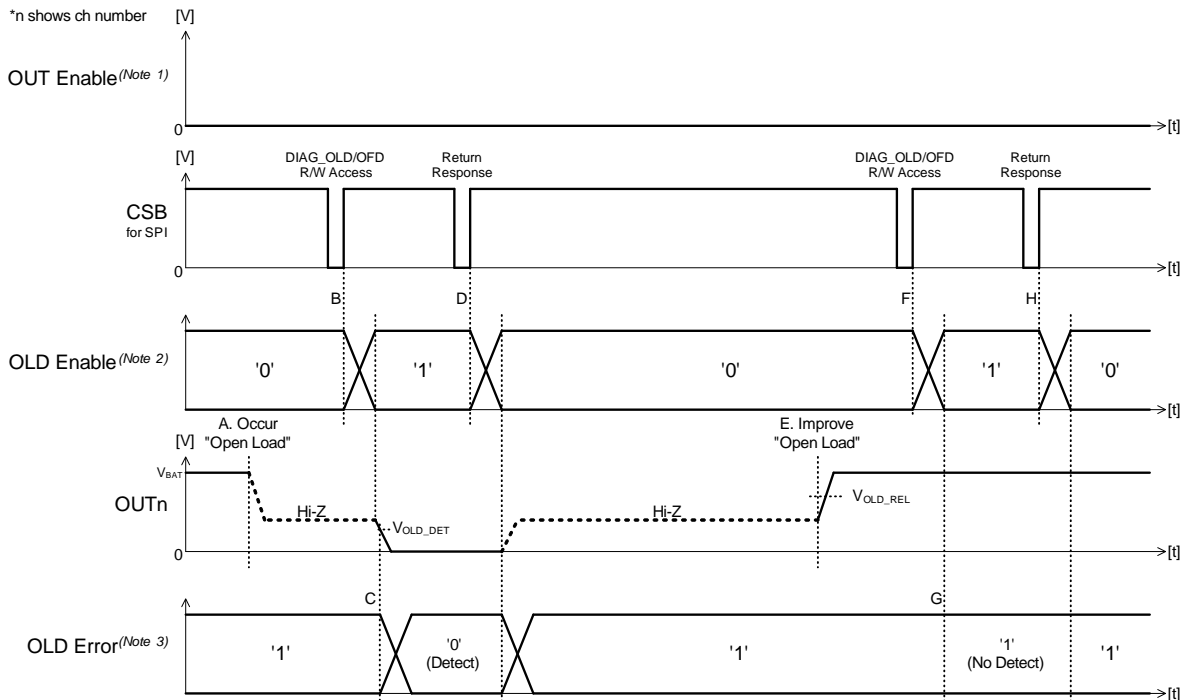 *n shows ch number
[V]
OUT Enable (Note 1)
0
[t]
[V]
DIAG_OLD/OFD
R/W Access
Return
Response
DIAG_OLD/OFD
R/W Access
Return
Response
CSB
for SPI
0
[t]
B
D
F
H
OLD Enable (Note 2)
'0'
'1'
'0'
'1'
'0'
[t]
A. Occur
"Open Load"
E. Improve
"Open Load"
[V]
VBAT
OUTn
Hi-Z
VOLD_DET
Hi-Z
VOLD_REL
0
[t]
C
G
OLD Error (Note 3)
'1'
'0'
(Detect)
'1'
'1'
(No Detect)
'1'
[t]